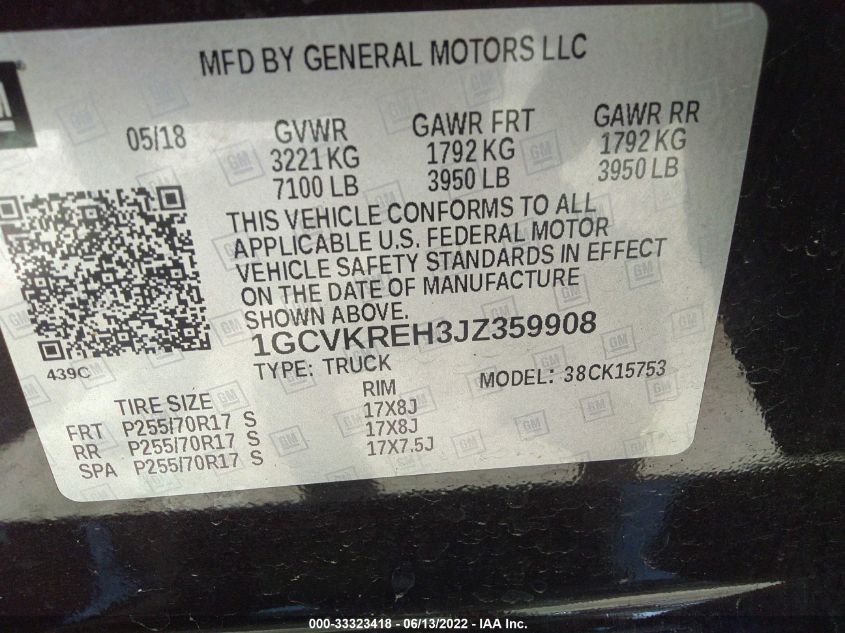 GM
MFD BY GENERAL MOTORS LLC
05/18 GVWR GAWR FRT GAWR RR
3221 KG 1792 KG 1792 KG
7100 LB 3950 LB 3950 LB
THIS VEHICLE CONFORMS TO ALL
APPLICABLE U.S. FEDERAL MOTOR
VEHICLE SAFETY STANDARDS IN EFFECT
ON THE DATE OF MANUFACTURE
SHOWN ABOVE.
1GCVKREH3JZ359908
439C TYPE: TRUCK MODEL: 38CK15753
TIRE SIZE RIM
FRT P255/70R17 S 17X8J
RR P255/70R17 S 17X8J
SPA P255/70R17 S 17X7.5J
000-33323418 - 06/13/2022 - IAA Inc.